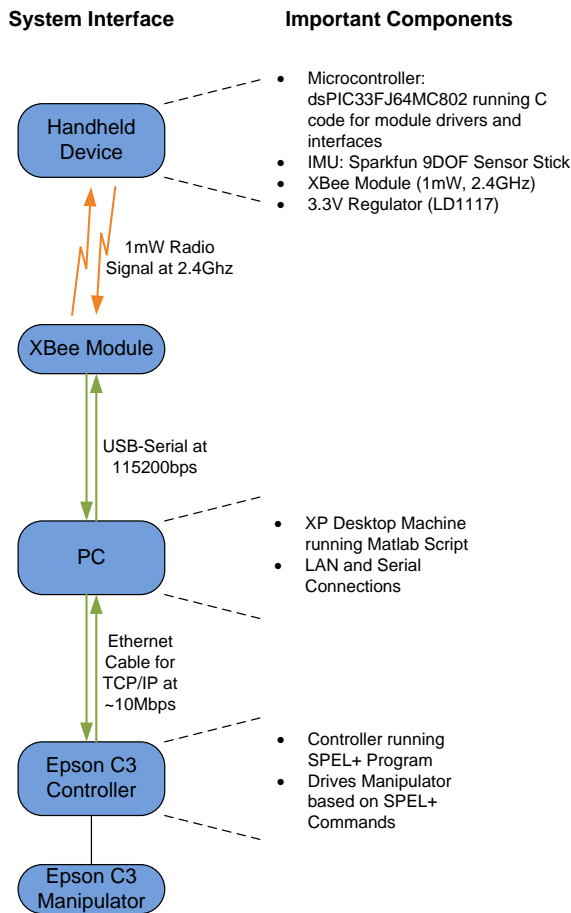 System Interface
Important Components
Handheld
Device
• Microcontroller:
dsPIC33FJ64MC802 running C
code for module drivers and
interfaces
• IMU: Sparkfun 9DOF Sensor Stick
• XBee Module (1mW, 2.4GHz)
• 3.3V Regulator (LD1117)
1mW Radio
Signal at 2.4Ghz
XBee Module
USB-Serial at
115200bps
PC
• XP Desktop Machine
running Matlab Script
• LAN and Serial
Connections
Ethernet
Cable for
TCP/IP at
~10Mbps
Epson C3
Controller
• Controller running
SPEL+ Program
• Drives Manipulator
based on SPEL+
Commands
Epson C3
Manipulator